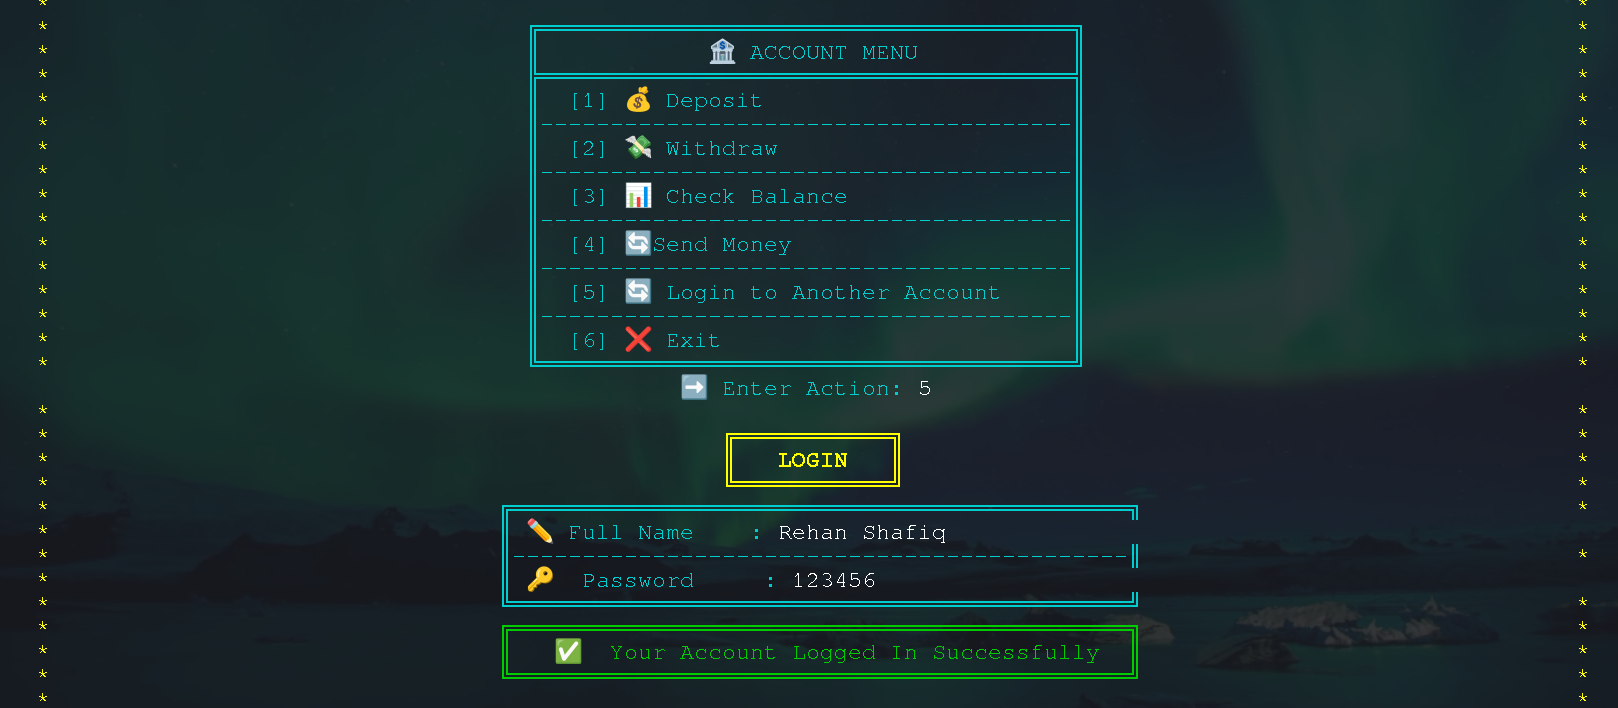 🏦 ACCOUNT MENU
[1] 💰 Deposit
[2] 💸 Withdraw
[3] 📊 Check Balance
[4] 🔄Send Money
[5] 🔄 Login to Another Account
[6] ❌ Exit
➡️ Enter Action: 5
LOGIN
✏️ Full Name : Rehan Shafiq
🔑 Password : 123456
✅ Your Account Logged In Successfully